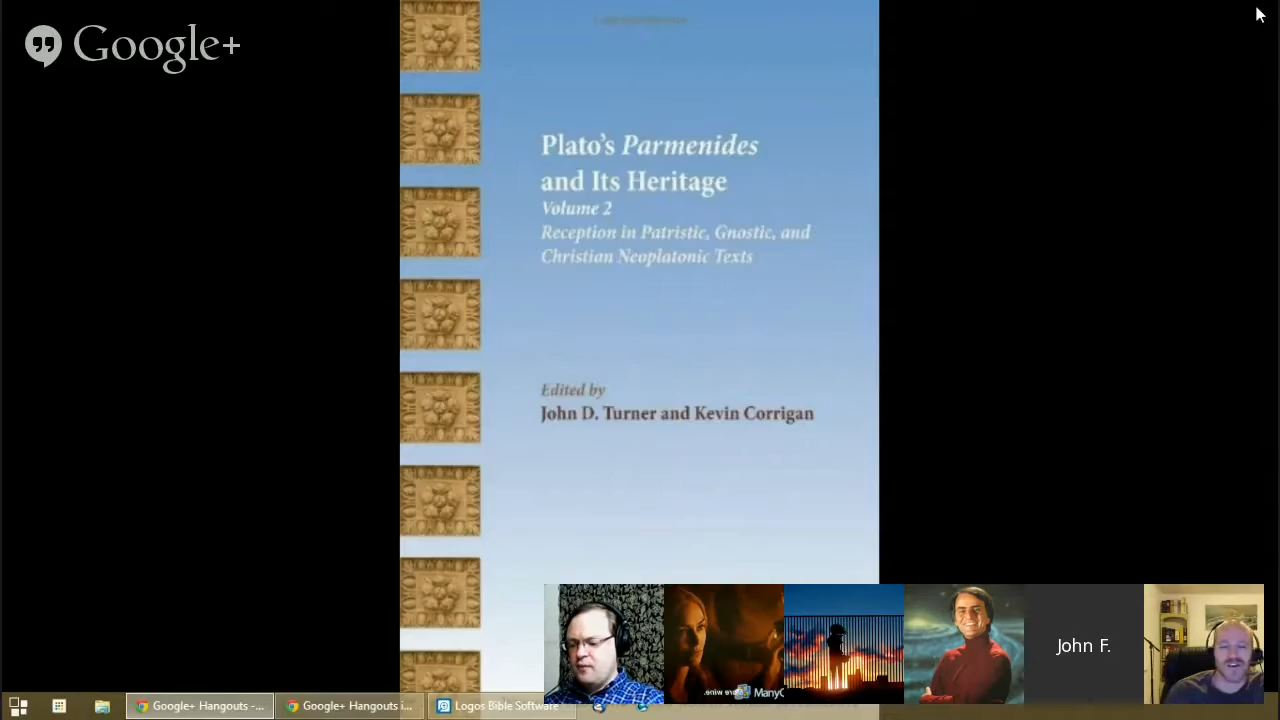 Google+
Plato's Parmenides
and Its Heritage
Volume 2
Reception in Patristic, Gnostic, and
Christian Neoplatonic Texts
Edited by
John D. Turner and Kevin Corrigan
John F.
ManyC
Google+ Hangouts -...
Google+ Hangouts i...
Logos Bible Software